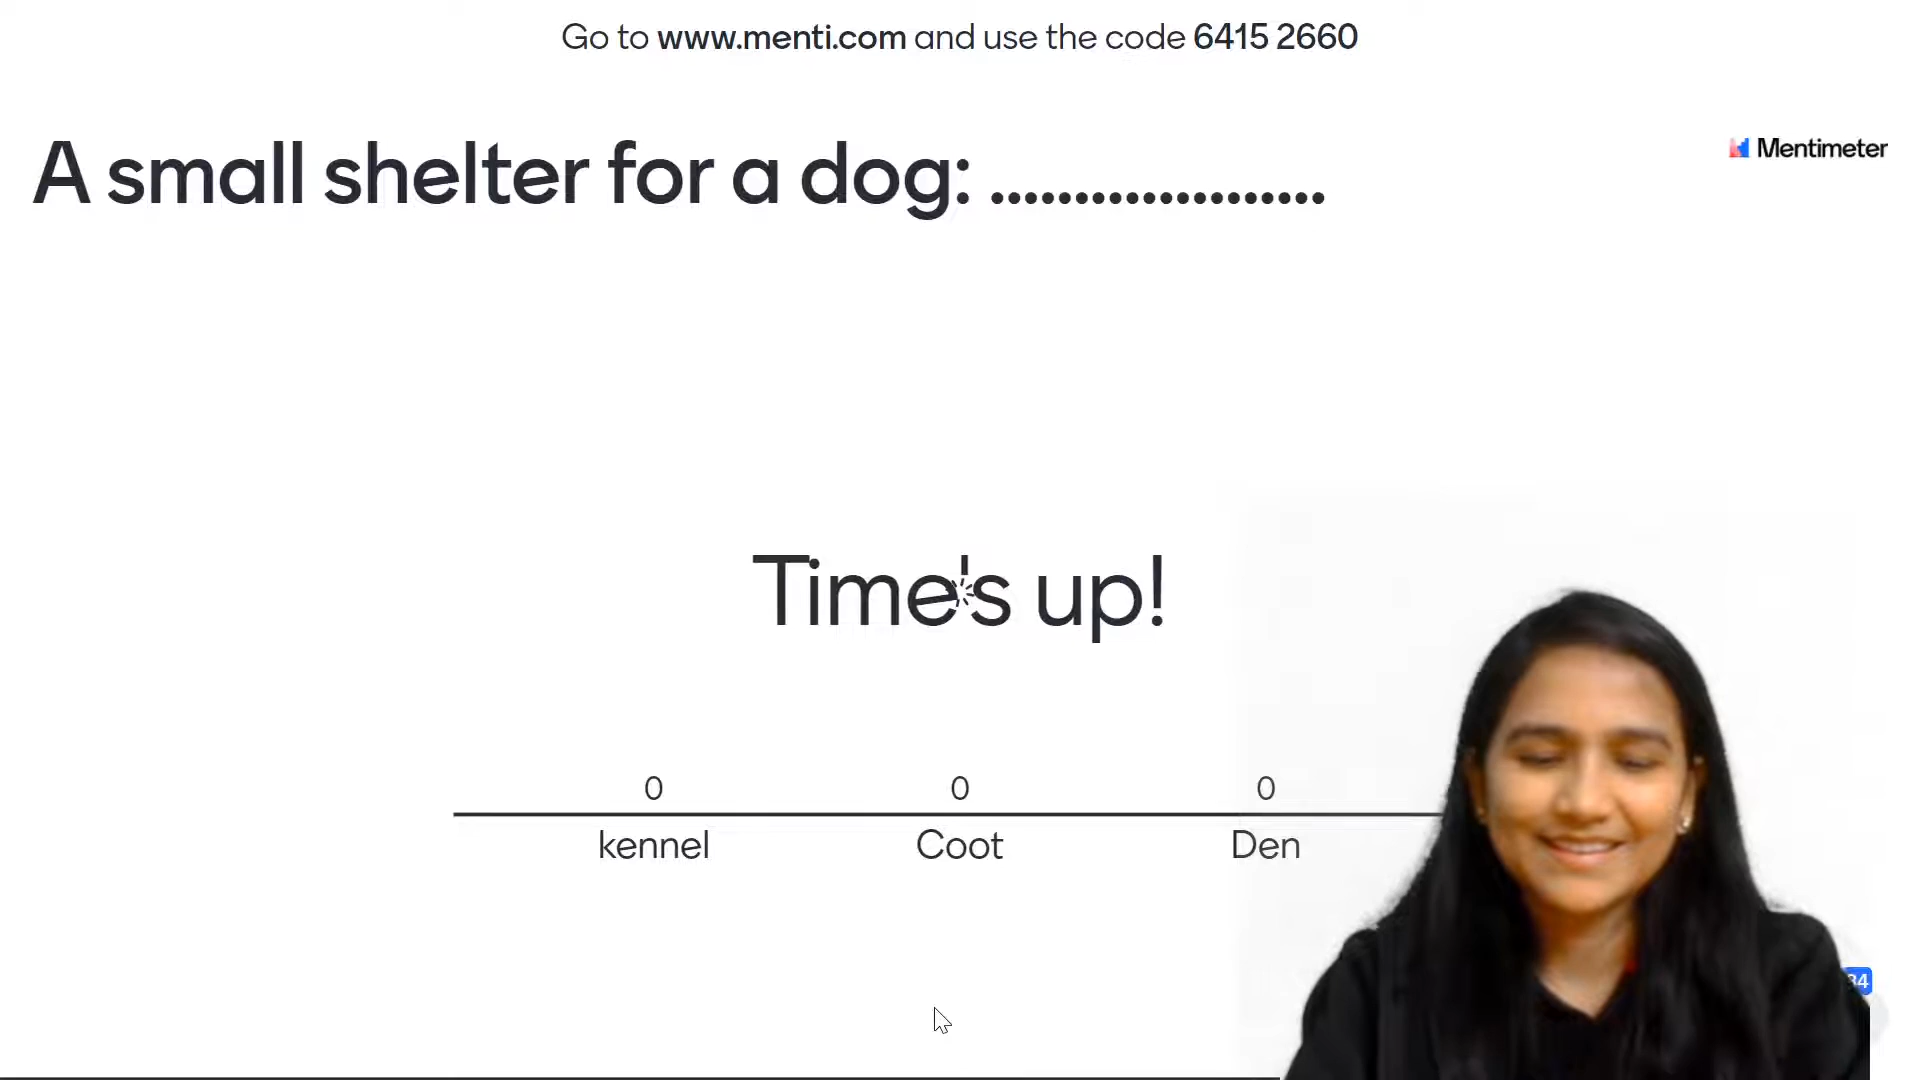 Go to www.menti.com and use the code 6415 2660
A small shelter for a dog: ....................
Mentimeter
Time's up!
0 0 0
kennel Coot Den